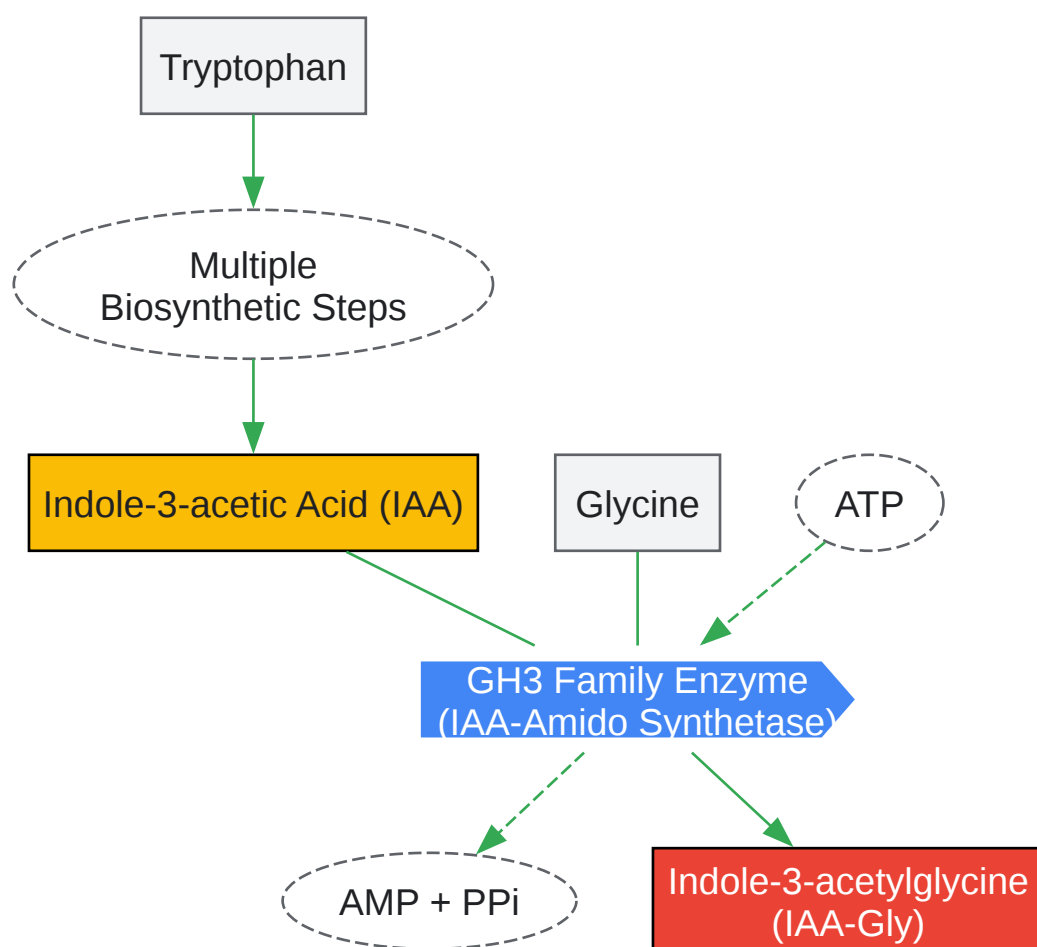 Tryptophan
Multiple
Biosynthetic Steps
Indole-3-acetic Acid (IAA)
Glycine
ATP
GH3 Family Enzyme
(IAA-Amido Synthetase)
AMP + PPi
Indole-3-acetylglycine
(IAA-Gly)